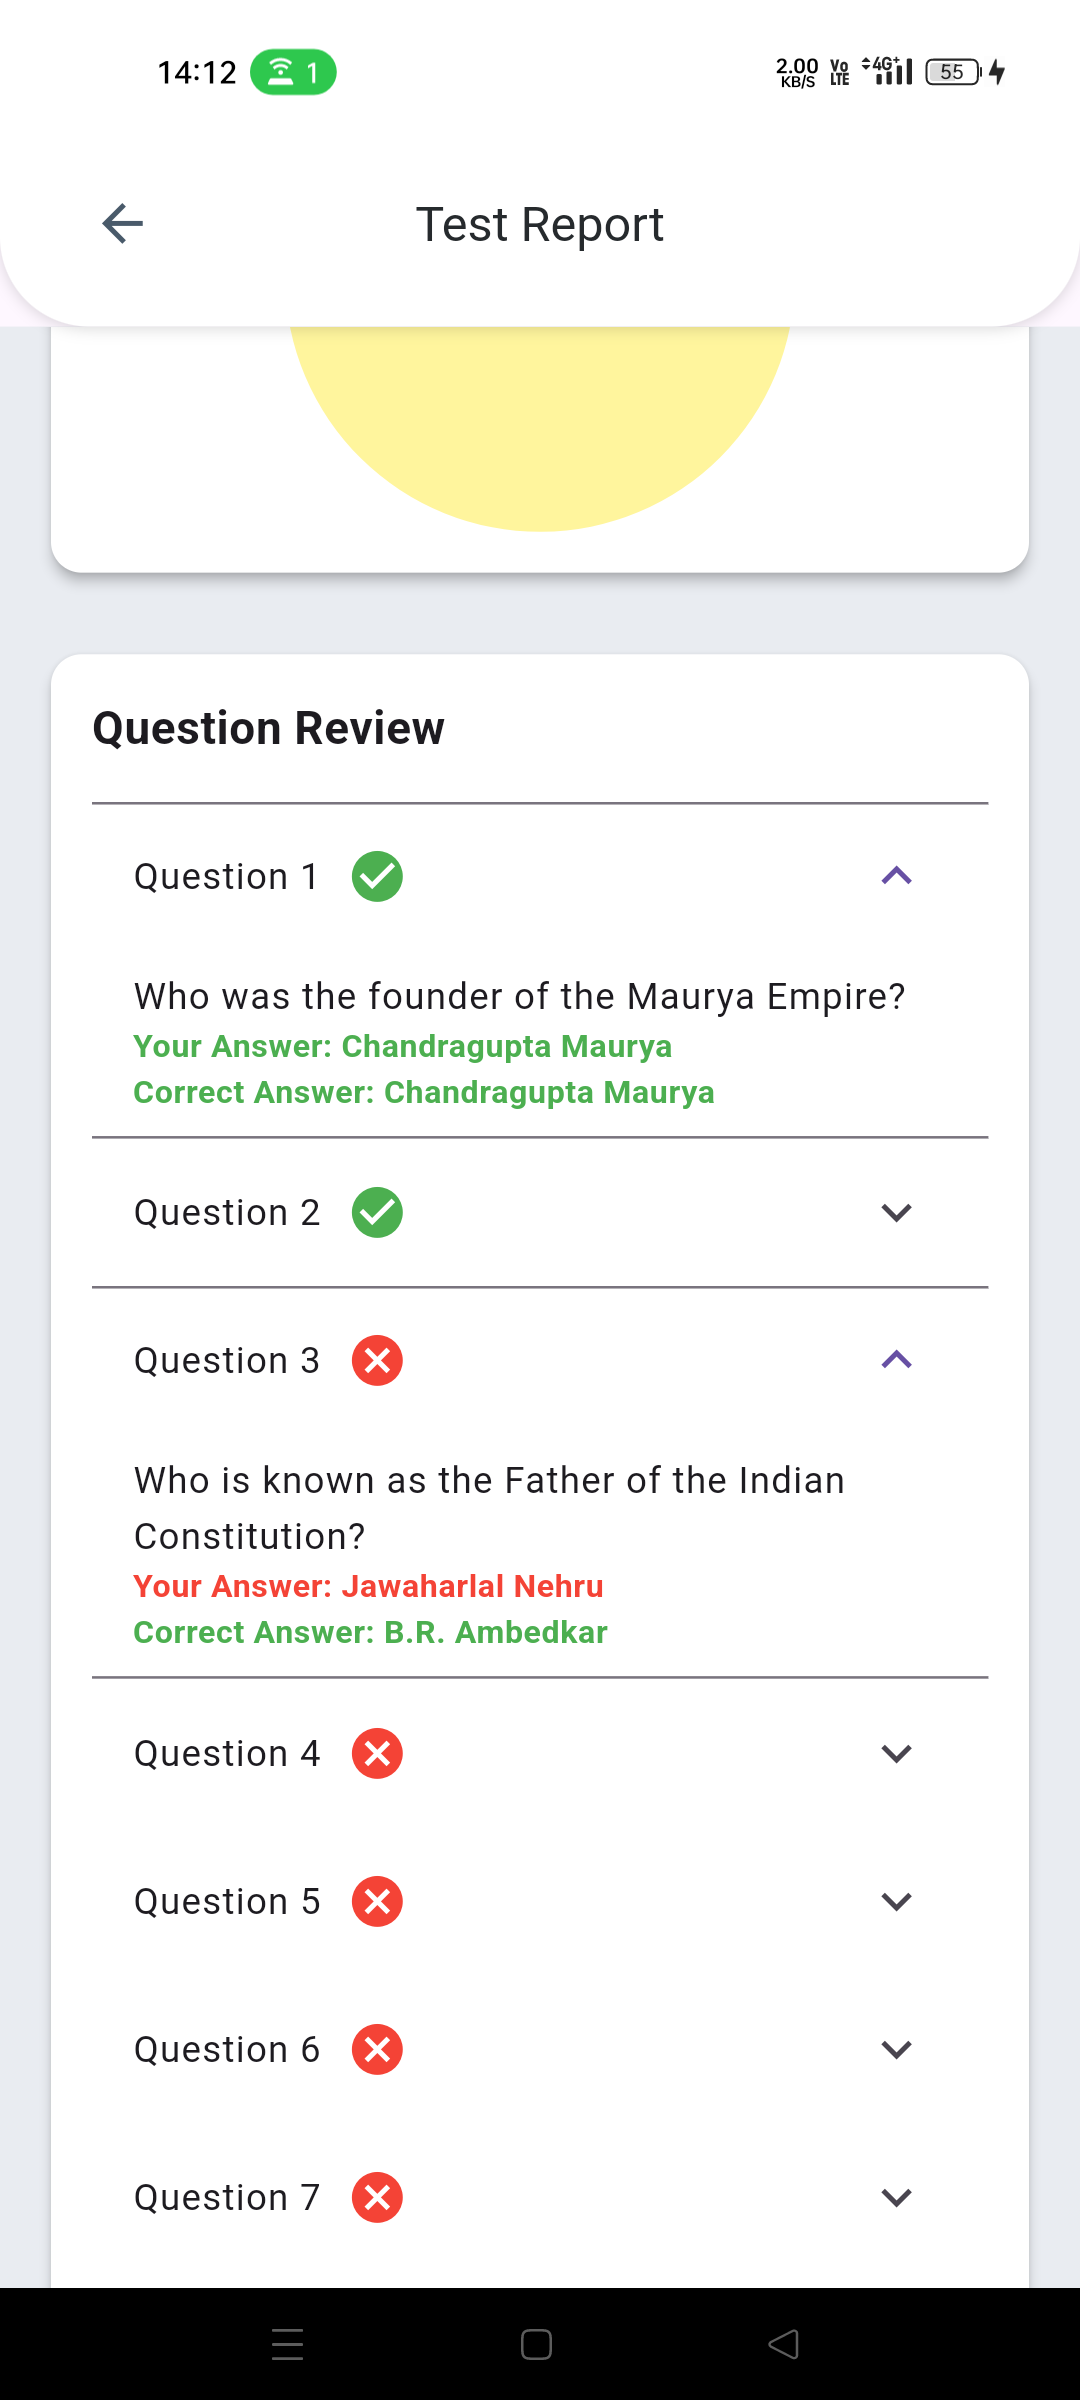 14:12 1 2.00 KB/S Vo LTE 4G+ 55
Test Report
Question Review
Question 1
Who was the founder of the Maurya Empire?
Your Answer: Chandragupta Maurya
Correct Answer: Chandragupta Maurya
Question 2
Question 3
Who is known as the Father of the Indian
Constitution?
Your Answer: Jawaharlal Nehru
Correct Answer: B.R. Ambedkar
Question 4
Question 5
Question 6
Question 7